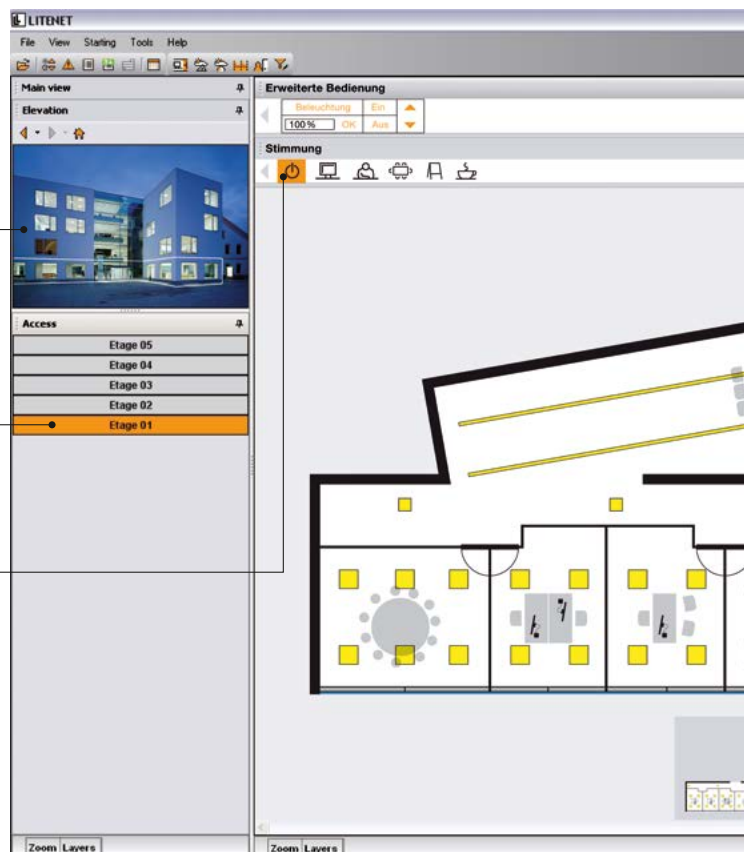 LITENET
File View Starting Tools Help
Main view
Elevation
Access
Etage 05
Etage 04
Etage 03
Etage 02
Etage 01
Zoom Layers
Erweiterte Bedienung
Beleuchtung Ein
100% OK Aus
Stimmung
Zoom Layers